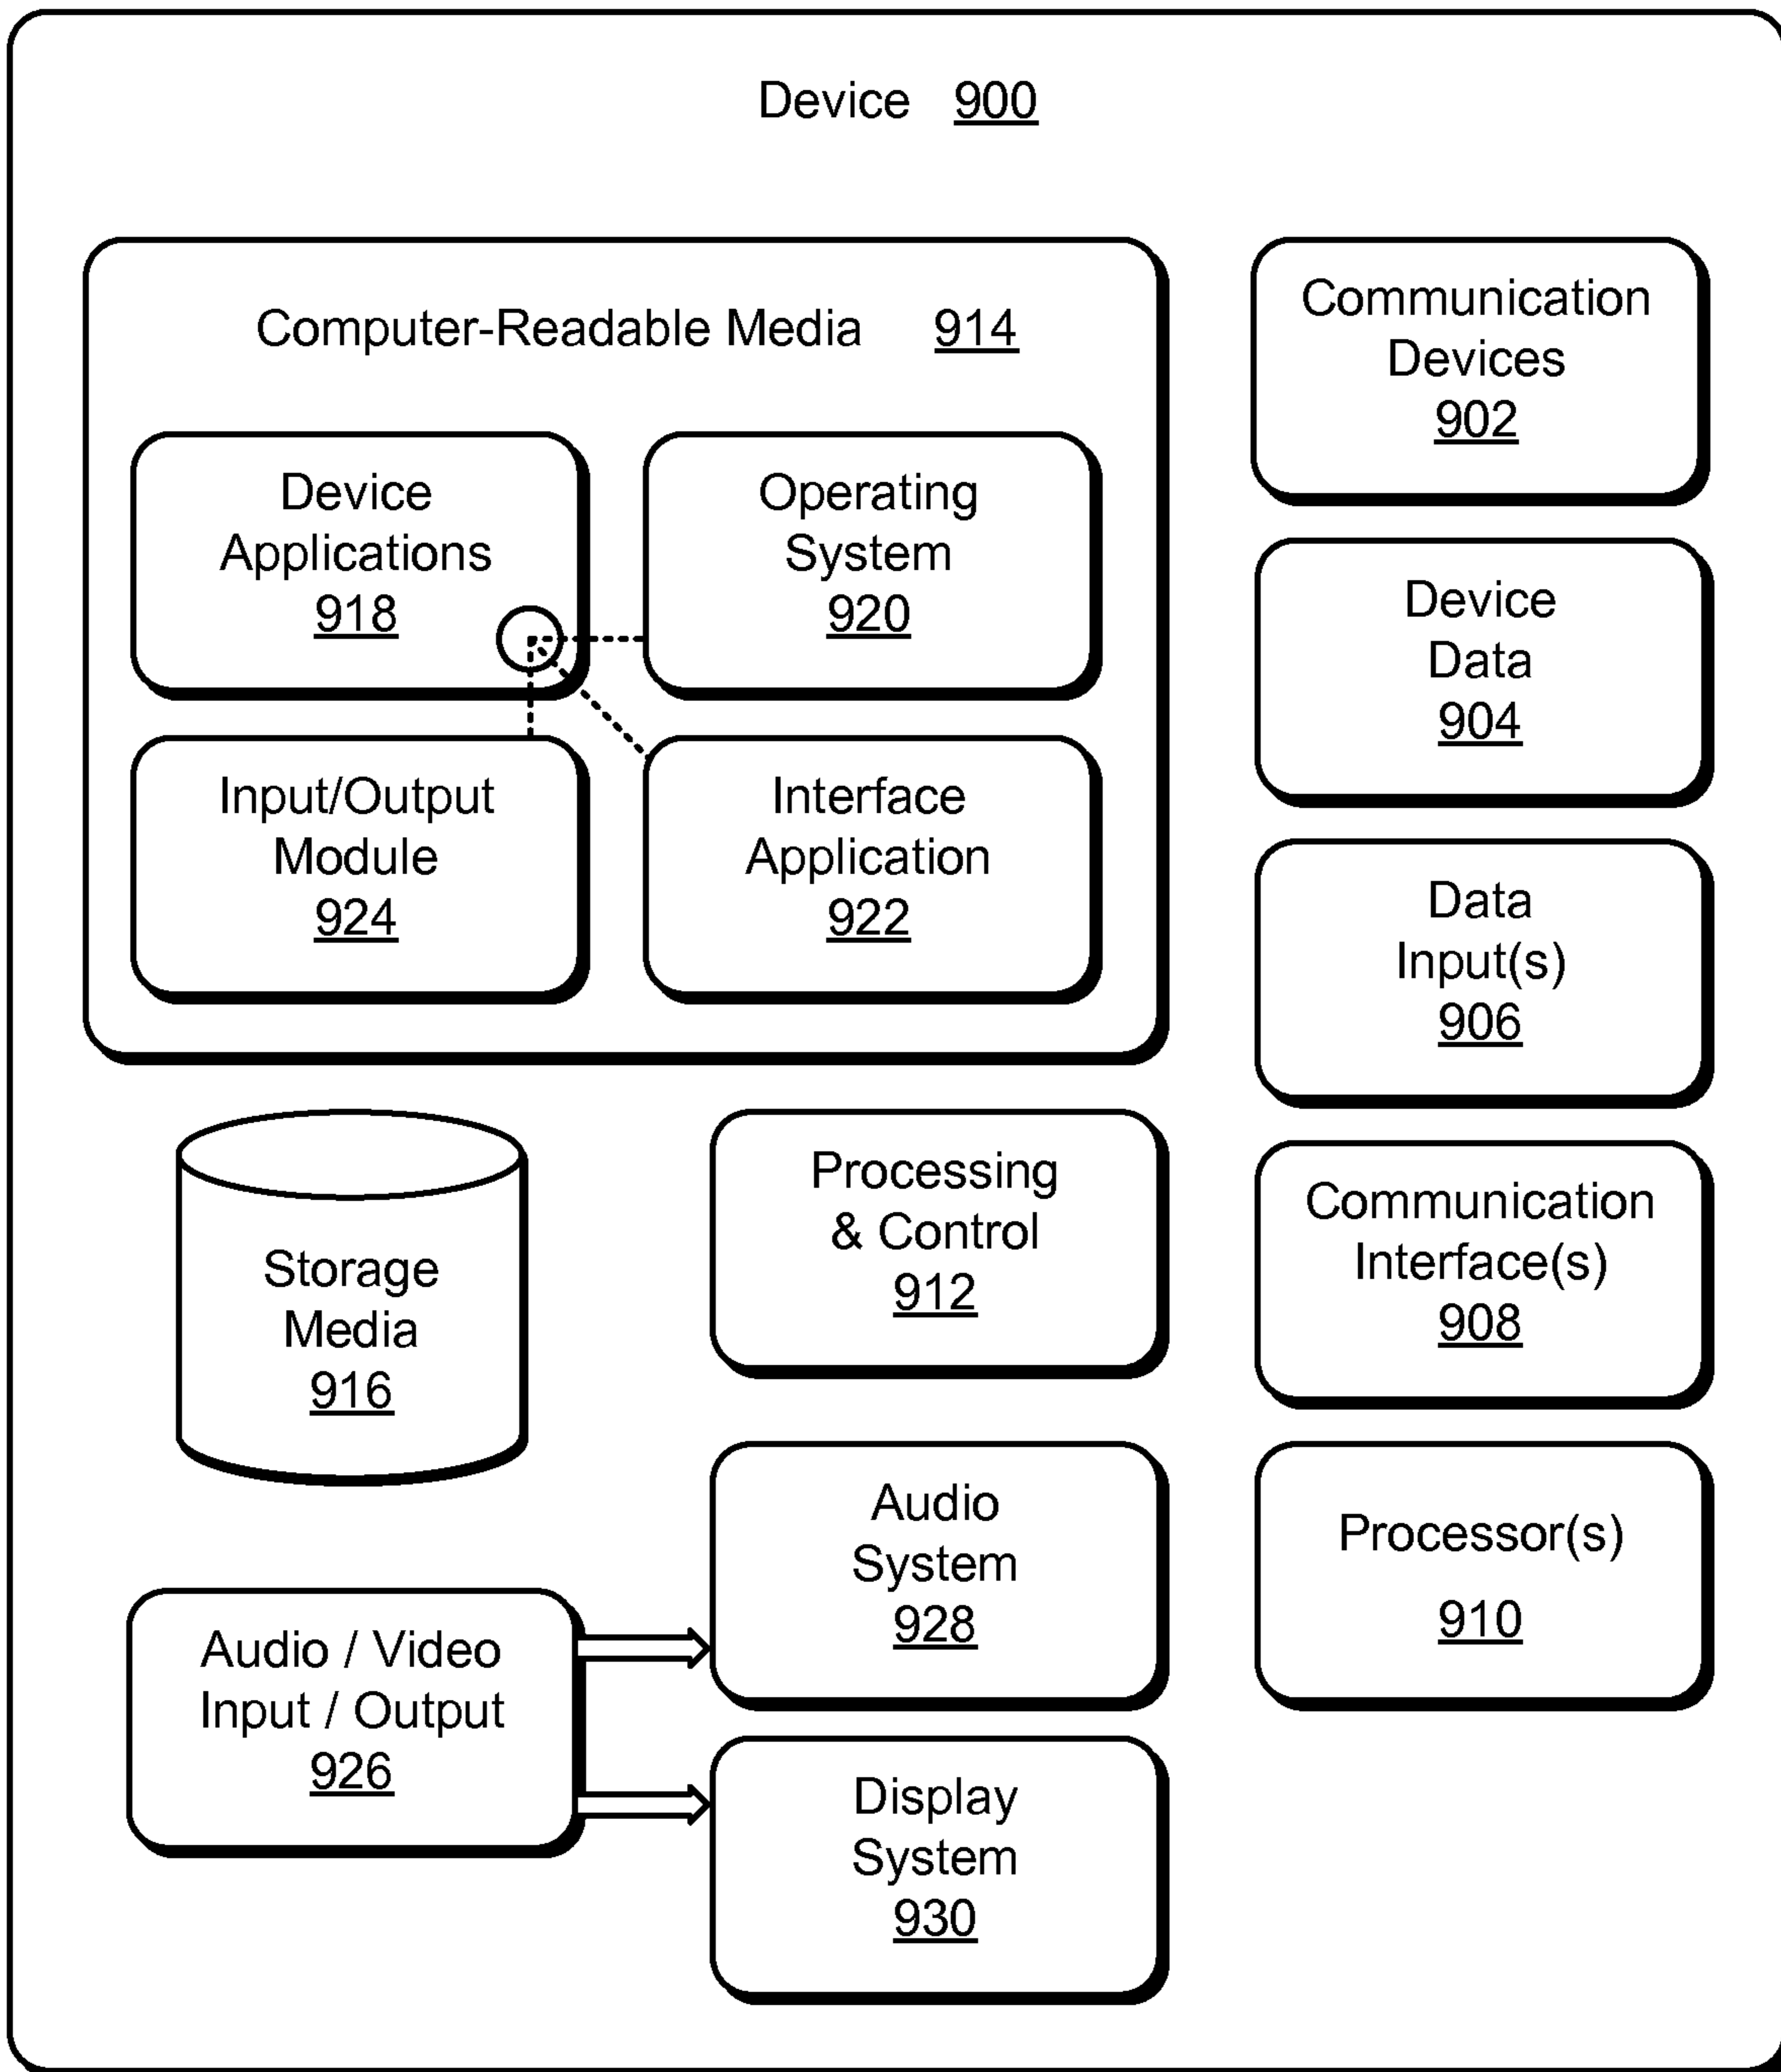 Device 900
Computer-Readable Media 914
Device
Applications
918
Operating
System
920
Input/Output
Module
924
Interface
Application
922
Communication
Devices
902
Device
Data
904
Data
Input(s)
906
Communication
Interface(s)
908
Processor(s)
910
Storage
Media
916
Processing
& Control
912
Audio / Video
Input / Output
926
Audio
System
928
Display
System
930